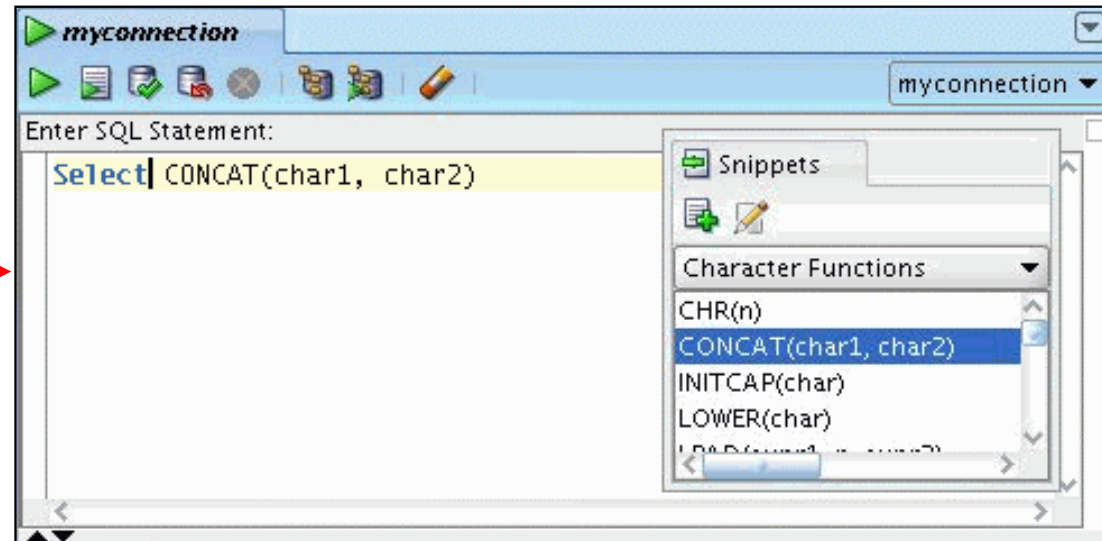 myconnection
myconnection
Enter SQL Statement:
Select CONCAT(char1, char2)
Snippets
Character Functions
CHR(n)
CONCAT(char1, char2)
INITCAP(char)
LOWER(char)